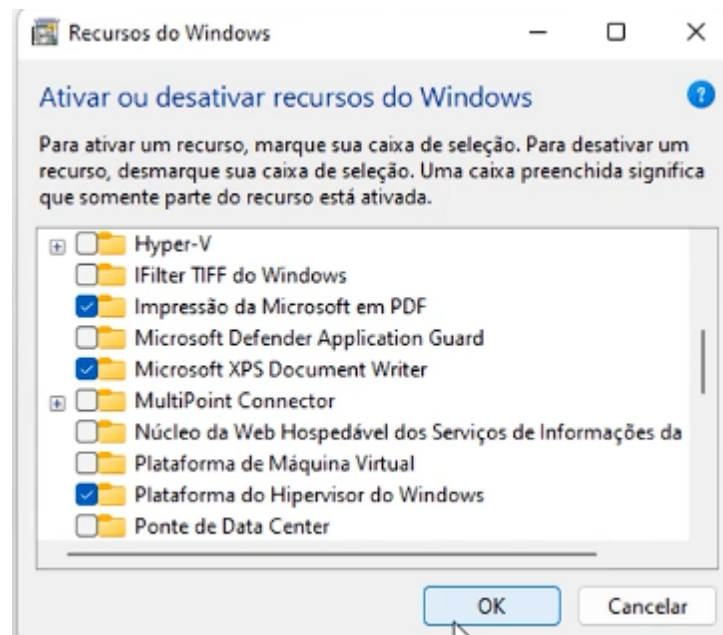 Recursos do Windows
Ativar ou desativar recursos do Windows
?
Para ativar um recurso, marque sua caixa de seleção. Para desativar um
recurso, desmarque sua caixa de seleção. Uma caixa preenchida significa
que somente parte do recurso está ativada.
Hyper-V
IFilter TIFF do Windows
Impressão da Microsoft em PDF
Microsoft Defender Application Guard
Microsoft XPS Document Writer
MultiPoint Connector
Núcleo da Web Hospedável dos Serviços de Informações da
Plataforma de Máquina Virtual
Plataforma do Hipervisor do Windows
Ponte de Data Center
OK
Cancelar